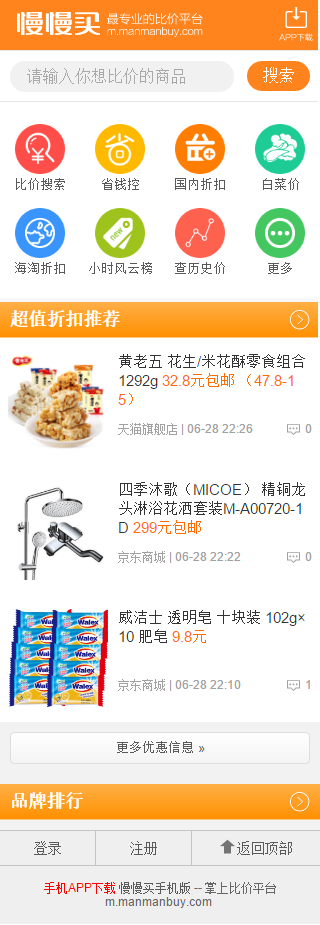 慢慢买 最专业的比价平台
m.manmanbuy.com
APP下载
请输入你想比价的商品 搜索
比价搜索 省钱控 国内折扣 白菜价
new
海淘折扣 小时风云榜 查历史价 更多
超值折扣推荐
黄老五 花生/米花酥零食组合
1292g 32.8元包邮 （47.8-1
5）
天猫旗舰店 | 06-28 22:26 0
四季沐歌（MICOE） 精铜龙
头淋浴花洒套装M-A00720-1
D 299元包邮
京东商城 | 06-28 22:22 0
威洁士 透明皂 十块装 102g×
10 肥皂 9.8元
Walex Walex
京东商城 | 06-28 22:10 1
更多优惠信息 »
品牌排行
登录 注册 返回顶部
手机APP下载 慢慢买手机版 -- 掌上比价平台
m.manmanbuy.com